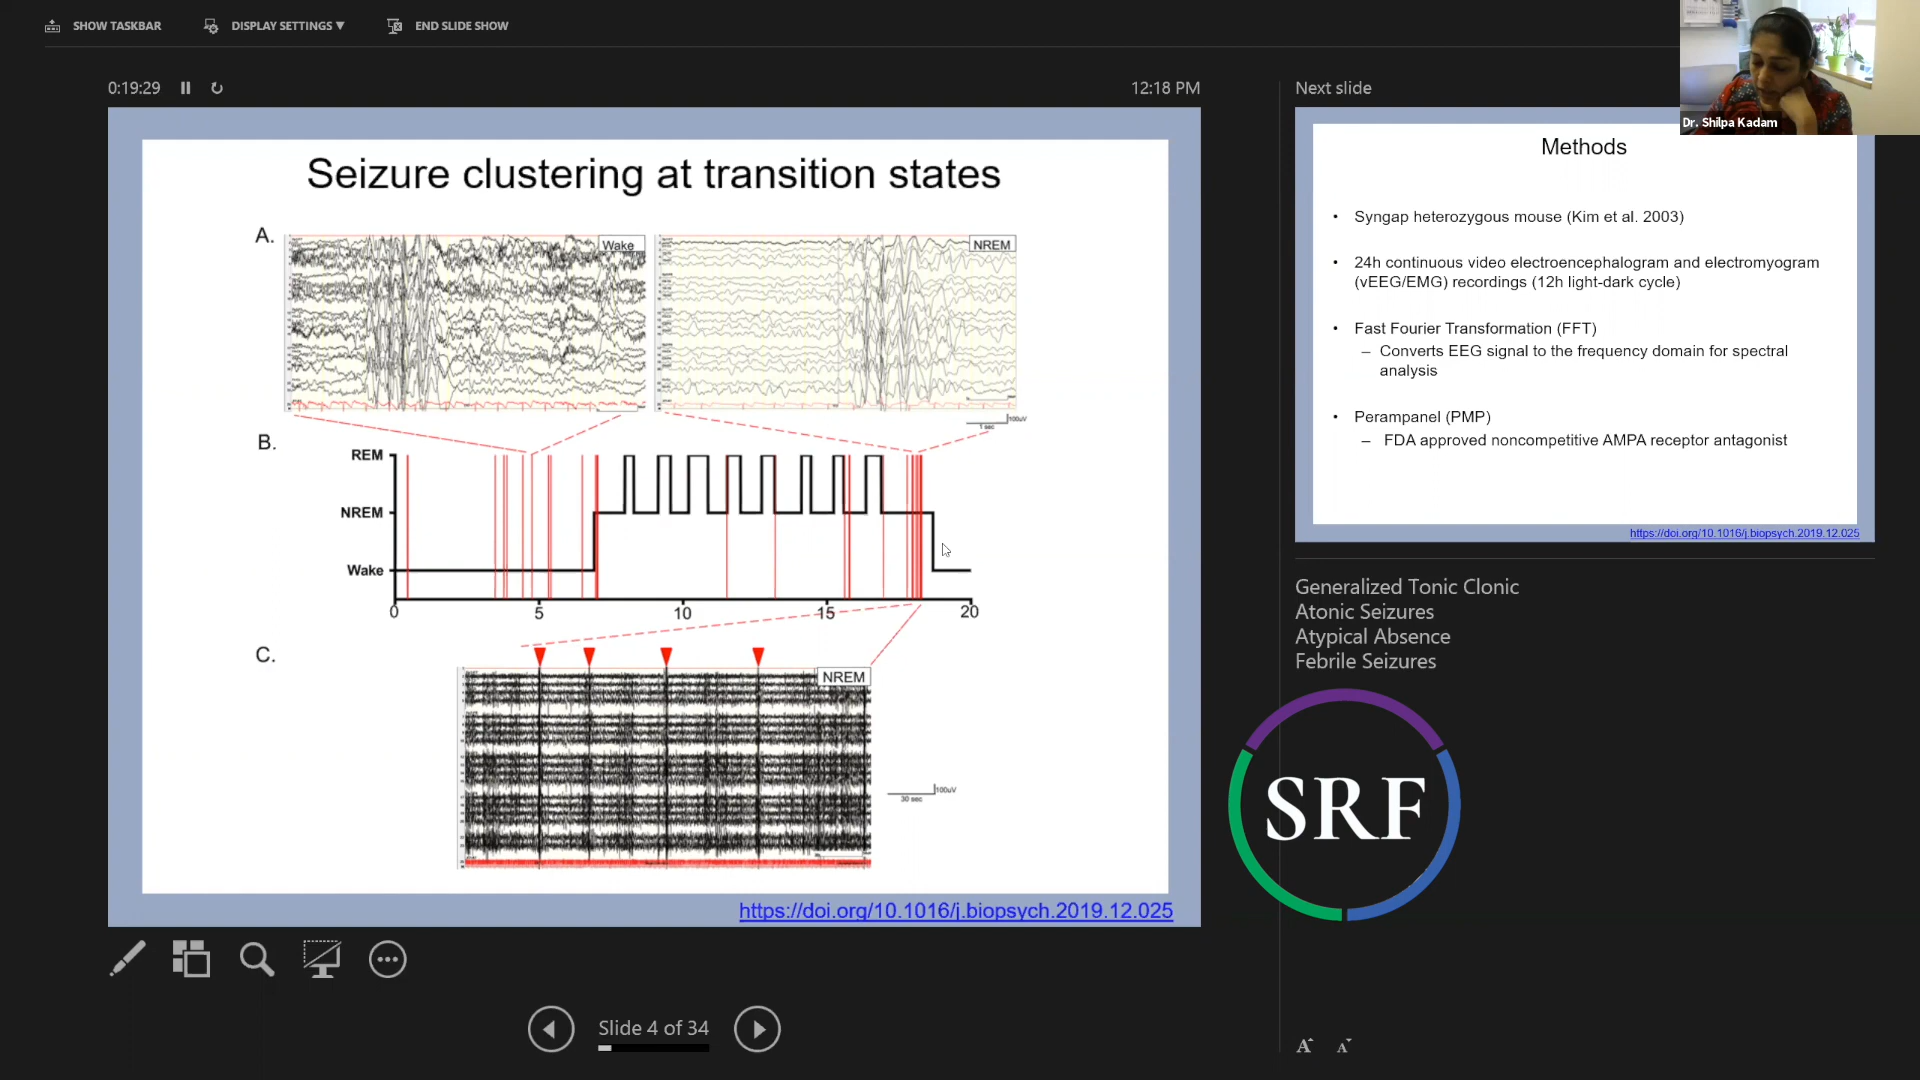 SHOW TASKBAR
DISPLAY SETTINGS ▼
END SLIDE SHOW
0:19:29
12:18 PM
Seizure clustering at transition states
A.
Wake
NREM
1 sec
100uV
B.
REM
NREM
Wake
0 5 10 15 20
C.
NREM
30 sec
100uV
https://doi.org/10.1016/j.biopsych.2019.12.025
Slide 4 of 34
Next slide
Dr. Shilpa Kadam
Methods
• Syngap heterozygous mouse (Kim et al. 2003)
• 24h continuous video electroencephalogram and electromyogram
(vEEG/EMG) recordings (12h light-dark cycle)
• Fast Fourier Transformation (FFT)
– Converts EEG signal to the frequency domain for spectral
analysis
• Perampanel (PMP)
– FDA approved noncompetitive AMPA receptor antagonist
https://doi.org/10.1016/j.biopsych.2019.12.025
Generalized Tonic Clonic
Atonic Seizures
Atypical Absence
Febrile Seizures
SRF
A A